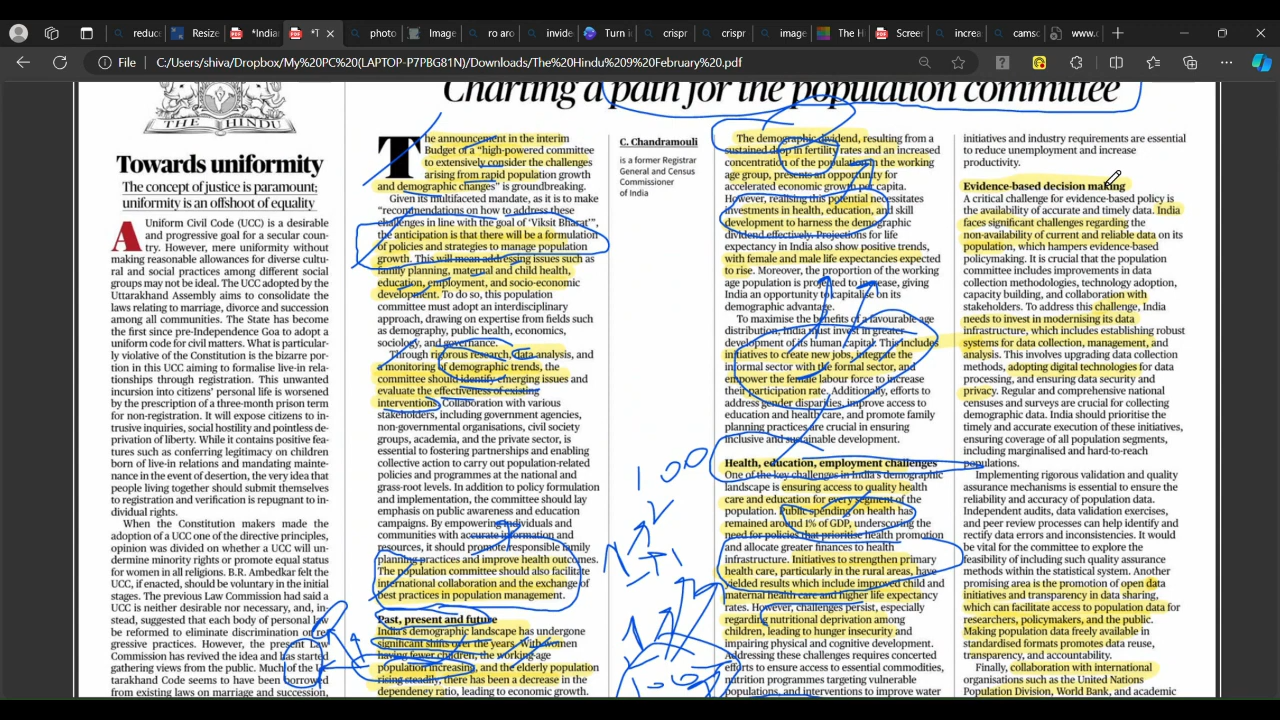 reduce
Resize
*Indian
*T
photo
Image
ro aro
invide
Turn i
crispr
crispr
image
The H
Screen
increa
camsc
www.c
File
C:/Users/shiva/Dropbox/My%20PC%20(LAPTOP-P7PBG81N)/Downloads/The%20Hindu%209%20February%20.pdf
THE HINDU
Towards uniformity
The concept of justice is paramount;
uniformity is an offshoot of equality
A Uniform Civil Code (UCC) is a desirable
and progressive goal for a secular coun-
try. However, mere uniformity without
making reasonable allowances for diverse cultu-
ral and social practices among different social
groups may not be ideal. The UCC adopted by the
Uttarakhand Assembly aims to consolidate the
laws relating to marriage, divorce and succession
among all communities. The State has become
the first since pre-Independence Goa to adopt a
uniform code for civil matters. What is particular-
ly violative of the Constitution is the bizarre por-
tion in this UCC aiming to formalise live-in rela-
tionships through registration. This unwanted
incursion into citizens' personal life is worsened
by the prescription of a three-month prison term
for non-registration. It will expose citizens to in-
trusive inquiries, social hostility and pointless de-
privation of liberty. While it contains positive fea-
tures such as conferring legitimacy on children
born of live-in relations and mandating mainte-
nance in the event of desertion, the very idea that
people living together should submit themselves
to registration and verification is repugnant to in-
dividual rights.
When the Constitution makers made the
adoption of a UCC one of the directive principles,
opinion was divided on whether a UCC will un-
dermine minority rights or promote equal status
for women in all religions. B.R. Ambedkar felt the
UCC, if enacted, should be voluntary in the initial
stages. The previous Law Commission had said a
UCC is neither desirable nor necessary, and, in-
stead, suggested that each body of personal law
be reformed to eliminate discrimination or re-
gressive practices. However, the present Law
Commission has revived the idea and has started
gathering views from the public. Much of the
tarakhand Code seems to have been borrowed
from existing laws on marriage and succession,
Charting a path for the population committee
The announcement in the interim
Budget of a “high-powered committee
to extensively consider the challenges
arising from rapid population growth
and demographic changes” is groundbreaking.
Given its multifaceted mandate, as it is to make
“recommendations on how to address these
challenges in line with the goal of ‘Viksit Bharat’”,
the anticipation is that there will be a formulation
of policies and strategies to manage population
growth. This will mean addressing issues such as
family planning, maternal and child health,
education, employment, and socio-economic
development. To do so, this population
committee must adopt an interdisciplinary
approach, drawing on expertise from fields such
as demography, public health, economics,
sociology, and governance.
Through rigorous research, data analysis, and
a monitoring of demographic trends, the
committee should identify emerging issues and
evaluate the effectiveness of existing
interventions. Collaboration with various
stakeholders, including government agencies,
non-governmental organisations, civil society
groups, academia, and the private sector, is
essential to fostering partnerships and enabling
collective action to carry out population-related
policies and programmes at the national and
grass-root levels. In addition to policy formulation
and implementation, the committee should lay
emphasis on public awareness and education
campaigns. By empowering individuals and
communities with accurate information and
resources, it should promote responsible family
planning practices and improve health outcomes.
The population committee should also facilitate
international collaboration and the exchange of
best practices in population management.
Past, present and future
India's demographic landscape has undergone
significant shifts over the years. With women
having fewer children, the working-age
population increasing, and the elderly population
rising steadily, there has been a decrease in the
dependency ratio, leading to economic growth.
C. Chandramouli
is a former Registrar
General and Census
Commissioner
of India
100
The demographic dividend, resulting from a
sustained drop in fertility rates and an increased
concentration of the population in the working
age group, presents an opportunity for
accelerated economic growth per capita.
However, realising this potential necessitates
investments in health, education, and skill
development to harness the demographic
dividend effectively. Projections for life
expectancy in India also show positive trends,
with female and male life expectancies expected
to rise. Moreover, the proportion of the working
age population is projected to increase, giving
India an opportunity to capitalise on its
demographic advantage.
To maximise the benefits of a favourable age
distribution, India must invest in greater
development of its human capital. This includes
initiatives to create new jobs, integrate the
informal sector with the formal sector, and
empower the female labour force to increase
their participation rate. Additionally, efforts to
address gender disparities, improve access to
education and health care, and promote family
planning practices are crucial in ensuring
inclusive and sustainable development.
Health, education, employment challenges
One of the key challenges in India's demographic
landscape is ensuring access to quality health
care and education for every segment of the
population. Public spending on health has
remained around 1% of GDP, underscoring the
need for policies that prioritise health promotion
and allocate greater finances to health
infrastructure. Initiatives to strengthen primary
health care, particularly in the rural areas, have
yielded results which include improved child and
maternal health care and higher life expectancy
rates. However, challenges persist, especially
regarding nutritional deprivation among
children, leading to hunger insecurity and
impairing physical and cognitive development.
Addressing these challenges requires concerted
efforts to ensure access to essential commodities,
nutrition programmes targeting vulnerable
populations, and interventions to improve water
initiatives and industry requirements are essential
to reduce unemployment and increase
productivity.
Evidence-based decision making
A critical challenge for evidence-based policy is
the availability of accurate and timely data. India
faces significant challenges regarding the
non-availability of current and reliable data on its
population, which hampers evidence-based
policymaking. It is crucial that the population
committee includes improvements in data
collection methodologies, technology adoption,
capacity building, and collaboration with
stakeholders. To address this challenge, India
needs to invest in modernising its data
infrastructure, which includes establishing robust
systems for data collection, management, and
analysis. This involves upgrading data collection
methods, adopting digital technologies for data
processing, and ensuring data security and
privacy. Regular and comprehensive national
censuses and surveys are crucial for collecting
demographic data. India should prioritise the
timely and accurate execution of these initiatives,
ensuring coverage of all population segments,
including marginalised and hard-to-reach
populations.
Implementing rigorous validation and quality
assurance mechanisms is essential to ensure the
reliability and accuracy of population data.
Independent audits, data validation exercises,
and peer review processes can help identify and
rectify data errors and inconsistencies. It would
be vital for the committee to explore the
feasibility of including such quality assurance
methods within the statistical system. Another
promising area is the promotion of open data
initiatives and transparency in data sharing,
which can facilitate access to population data for
researchers, policymakers, and the public.
Making population data freely available in
standardised formats promotes data reuse,
transparency, and accountability.
Finally, collaboration with international
organisations such as the United Nations
Population Division, World Bank, and academic